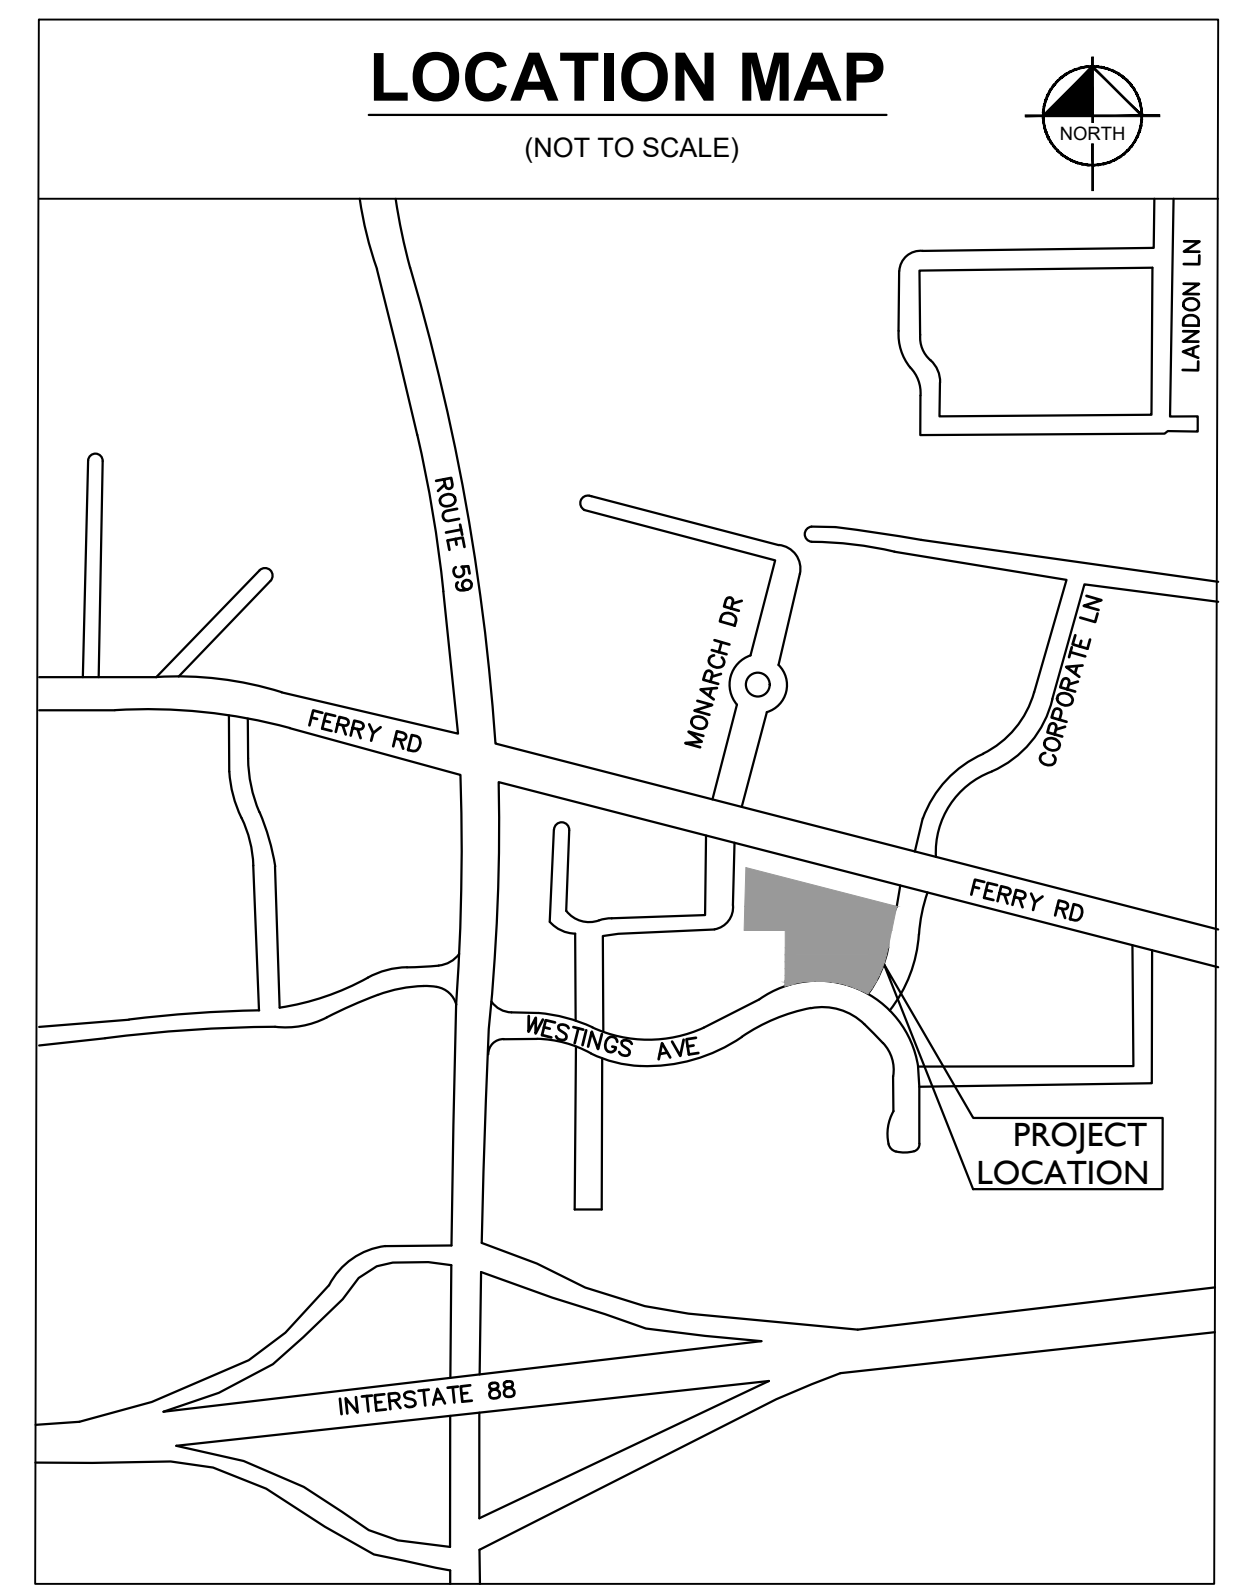 LOCATION MAP
(NOT TO SCALE)
NORTH
LANDON LN
ROUTE 59
MONARCH DR
CORPORATE LN
FERRY RD
FERRY RD
WESTINGS AVE
PROJECT
LOCATION
INTERSTATE 88